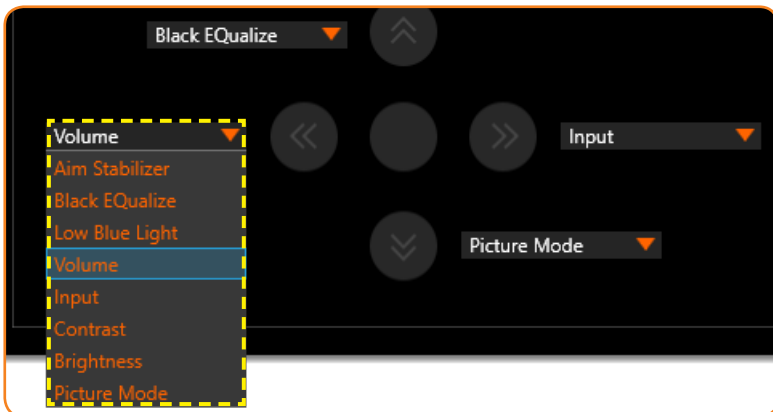 Black EQualize
Volume
Input
Aim Stabilizer
Black EQualize
Low Blue Light
Volume
Input
Contrast
Brightness
Picture Mode
Picture Mode